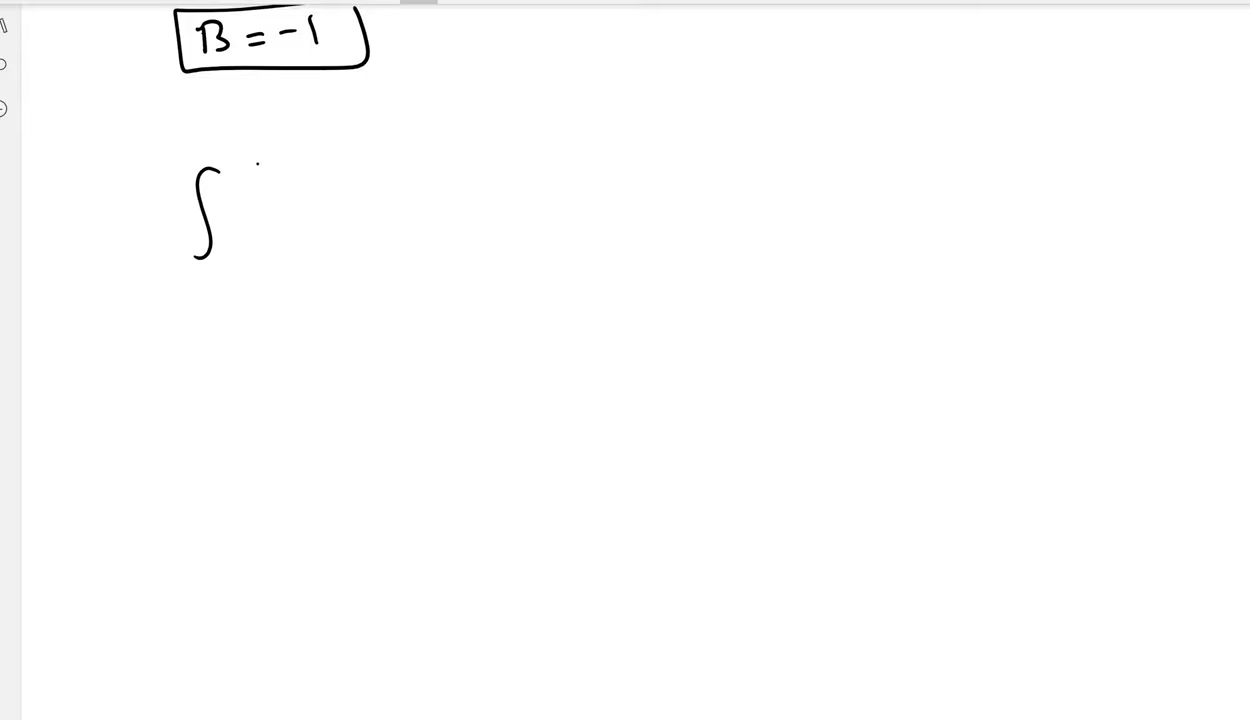 B = -1
∫